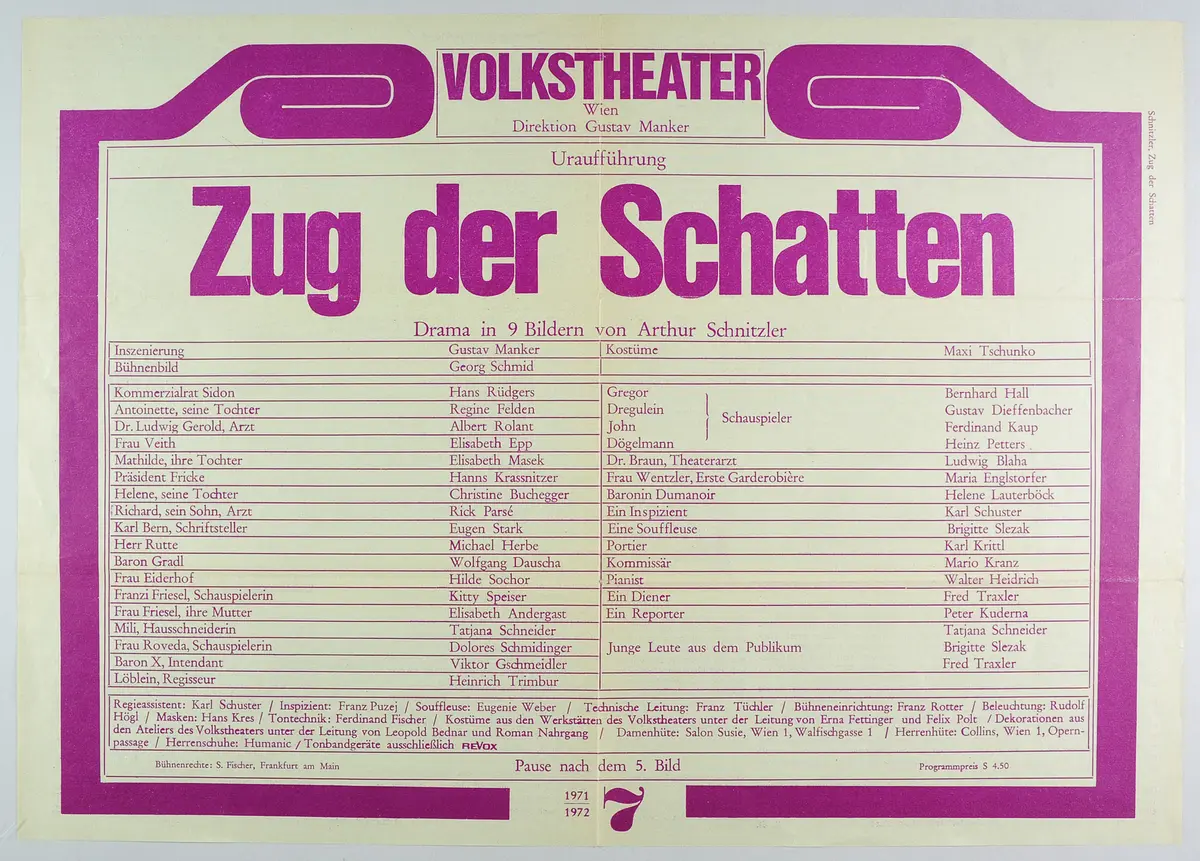 VOLKSTHEATER
Wien
Direktion Gustav Manker
Uraufführung
Zug der Schatten
Drama in 9 Bildern von Arthur Schnitzler
Inszenierung Gustav Manker
Bühnenbild Georg Schmid
Kostüme Maxi Tschunko
Kommerzialrat Sidon Hans Rüdgers
Antoinette, seine Tochter Regine Felden
Dr. Ludwig Gerold, Arzt Albert Rolant
Frau Veith Elisabeth Epp
Mathilde, ihre Tochter Elisabeth Masek
Präsident Fricke Hanns Krassnitzer
Helene, seine Tochter Christine Buchegger
Richard, sein Sohn, Arzt Rick Parsé
Karl Bern, Schriftsteller Eugen Stark
Herr Rutte Michael Herbe
Baron Gradl Wolfgang Dauscha
Frau Eiderhof Hilde Sochor
Franzi Friesel, Schauspielerin Kitty Speiser
Frau Friesel, ihre Mutter Elisabeth Andergast
Mili, Hausschneiderin Tatjana Schneider
Frau Roveda, Schauspielerin Dolores Schmidinger
Baron X, Intendant Viktor Gschmeidler
Löblein, Regisseur Heinrich Trimbur
Gregor Bernhard Hall
Dregulein Gustav Dieffenbacher
Schauspieler
John Ferdinand Kaup
Dögelmann Heinz Petters
Dr. Braun, Theaterarzt Ludwig Blaha
Frau Wentzler, Erste Garderobière Maria Englstorfer
Baronin Dumanoir Helene Lauterböck
Ein Inspizient Karl Schuster
Eine Souffleuse Brigitte Slezak
Portier Karl Krittl
Kommissär Mario Kranz
Pianist Walter Heidrich
Ein Diener Fred Traxler
Ein Reporter Peter Kuderna
Junge Leute aus dem Publikum
Tatjana Schneider
Brigitte Slezak
Fred Traxler
Regieassistent: Karl Schuster / Inspizient: Franz Puzej / Souffleuse: Eugenie Weber / Technische Leitung: Franz Tüchler / Bühneneinrichtung: Franz Rotter / Beleuchtung: Rudolf
Högl / Masken: Hans Kres / Tontechnik: Ferdinand Fischer / Kostüme aus den Werkstätten des Volkstheaters unter der Leitung von Erna Fettinger und Felix Polt / Dekorationen aus
den Ateliers des Volkstheaters unter der Leitung von Leopold Bednar und Roman Nahrgang / Damenhüte: Salon Susie, Wien 1, Walfischgasse 1 / Herrenhüte: Collins, Wien 1, Opern-
passage / Herrenschuhe: Humanic / Tonbandgeräte ausschließlich REVOX
Bühnenrechte: S. Fischer, Frankfurt am Main
Pause nach dem 5. Bild
Programmpreis S 4.50
1971
1972
7
Schnitzler, Zug der Schatten